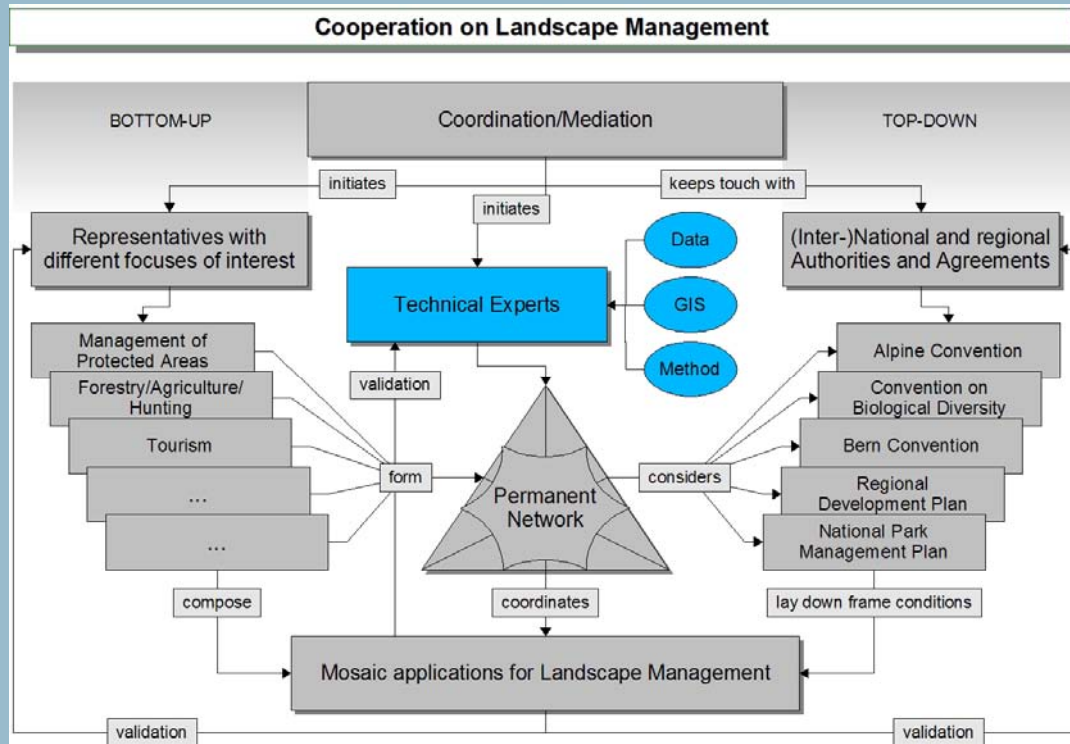 Cooperation on Landscape Management
BOTTOM-UP
Coordination/Mediation
TOP-DOWN
initiates
keeps touch with
initiates
Representatives with
different focuses of interest
Data
(Inter-)National and regional
Authorities and Agreements
Technical Experts
GIS
Method
Management of
Protected Areas
Forestry/Agriculture/
Hunting
Tourism
...
...
validation
form
Permanent
Network
considers
Alpine Convention
Convention on
Biological Diversity
Bern Convention
Regional
Development Plan
National Park
Management Plan
compose
coordinates
lay down frame conditions
Mosaic applications for Landscape Management
validation
validation